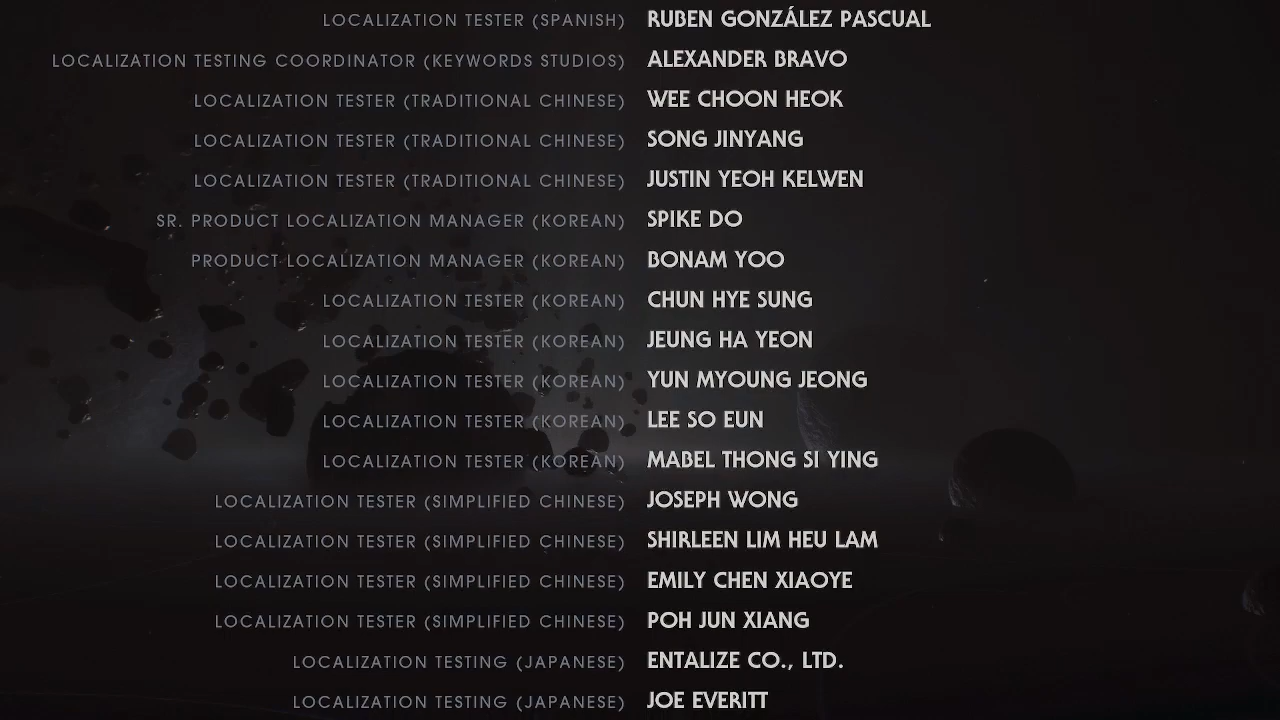 LOCALIZATION TESTER (SPANISH) RUBEN GONZÁLEZ PASCUAL
LOCALIZATION TESTING COORDINATOR (KEYWORDS STUDIOS) ALEXANDER BRAVO
LOCALIZATION TESTER (TRADITIONAL CHINESE) WEE CHOON HEOK
LOCALIZATION TESTER (TRADITIONAL CHINESE) SONG JINYANG
LOCALIZATION TESTER (TRADITIONAL CHINESE) JUSTIN YEOH KELWEN
SR. PRODUCT LOCALIZATION MANAGER (KOREAN) SPIKE DO
PRODUCT LOCALIZATION MANAGER (KOREAN) BONAM YOO
LOCALIZATION TESTER (KOREAN) CHUN HYE SUNG
LOCALIZATION TESTER (KOREAN) JEUNG HA YEON
LOCALIZATION TESTER (KOREAN) YUN MYOUNG JEONG
LOCALIZATION TESTER (KOREAN) LEE SO EUN
LOCALIZATION TESTER (KOREAN) MABEL THONG SI YING
LOCALIZATION TESTER (SIMPLIFIED CHINESE) JOSEPH WONG
LOCALIZATION TESTER (SIMPLIFIED CHINESE) SHIRLEEN LIM HEU LAM
LOCALIZATION TESTER (SIMPLIFIED CHINESE) EMILY CHEN XIAOYE
LOCALIZATION TESTER (SIMPLIFIED CHINESE) POH JUN XIANG
LOCALIZATION TESTING (JAPANESE) ENTALIZE CO., LTD.
LOCALIZATION TESTING (JAPANESE) JOE EVERITT